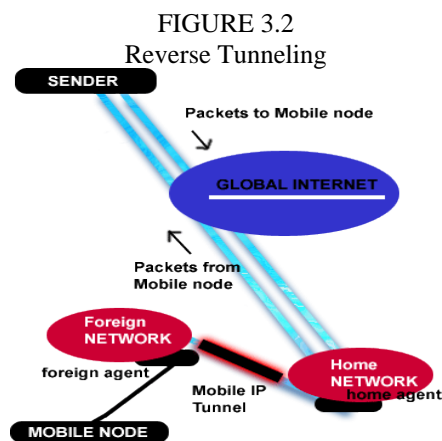 FIGURE 3.2
Reverse Tunneling
SENDER
Packets to Mobile node
GLOBAL INTERNET
Packets from
Mobile node
Foreign
NETWORK
foreign agent
Mobile IP
Tunnel
Home
NETWORK
home agent
MOBILE NODE